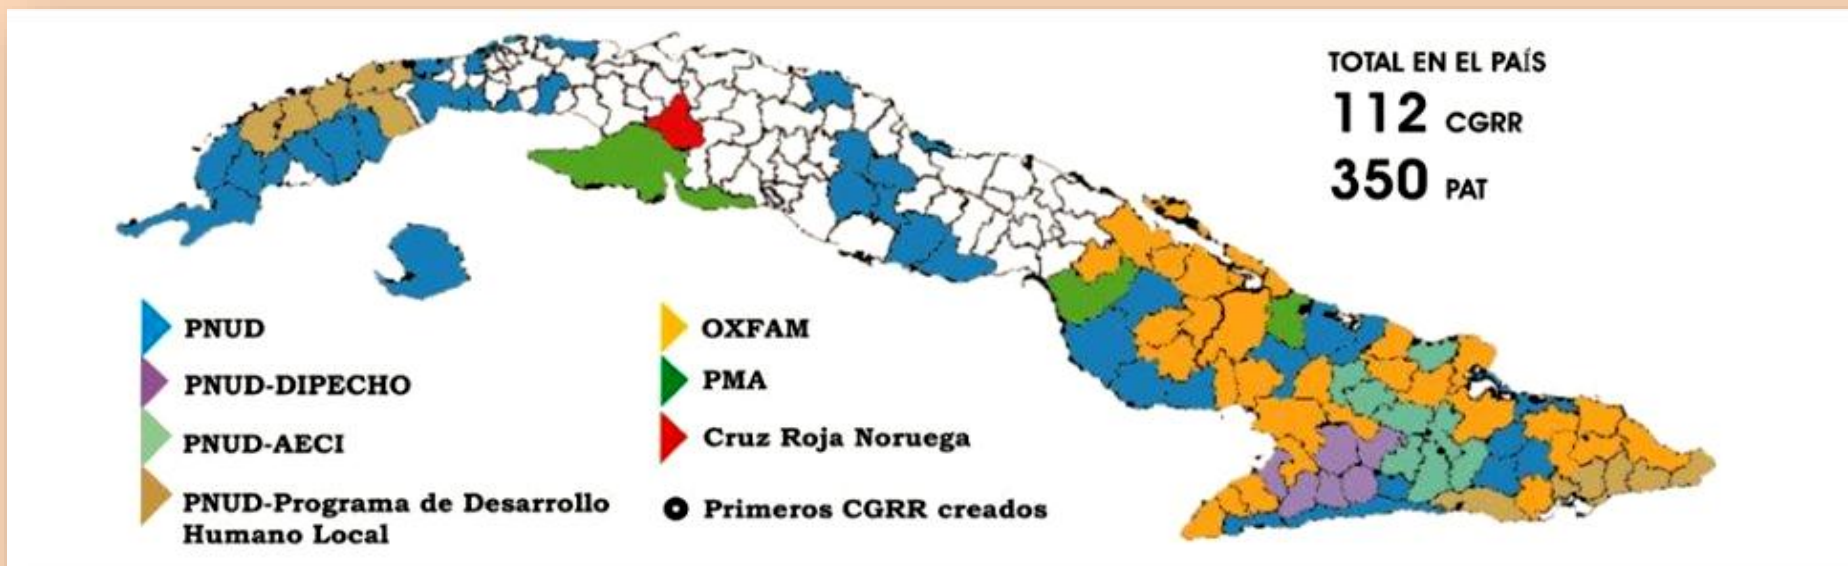 TOTAL EN EL PAÍS
112 CGRR
350 PAT
PNUD
PNUD-DIPECHO
PNUD-AECI
PNUD-Programa de Desarrollo
Humano Local
OXFAM
PMA
Cruz Roja Noruega
Primeros CGRR creados